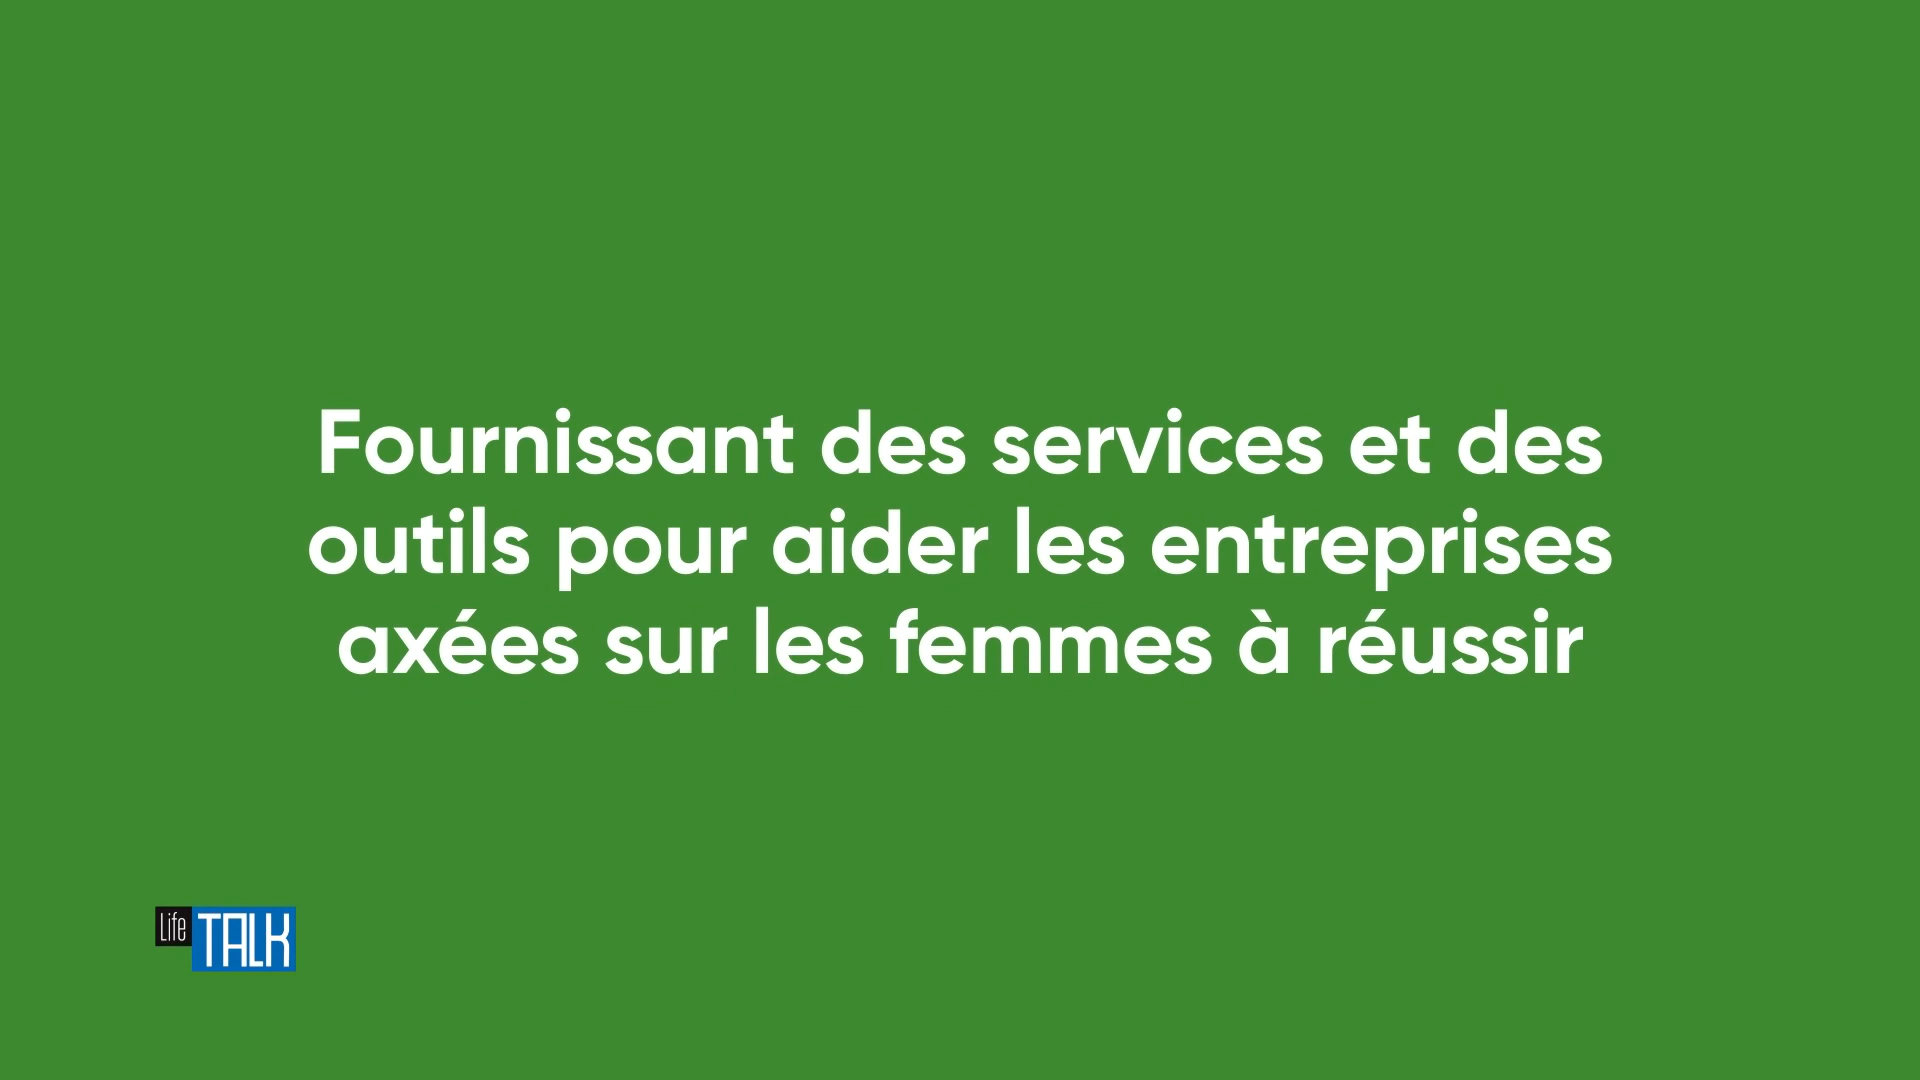 Fournissant des services et des
outils pour aider les entreprises
axées sur les femmes à réussir
Life TALK